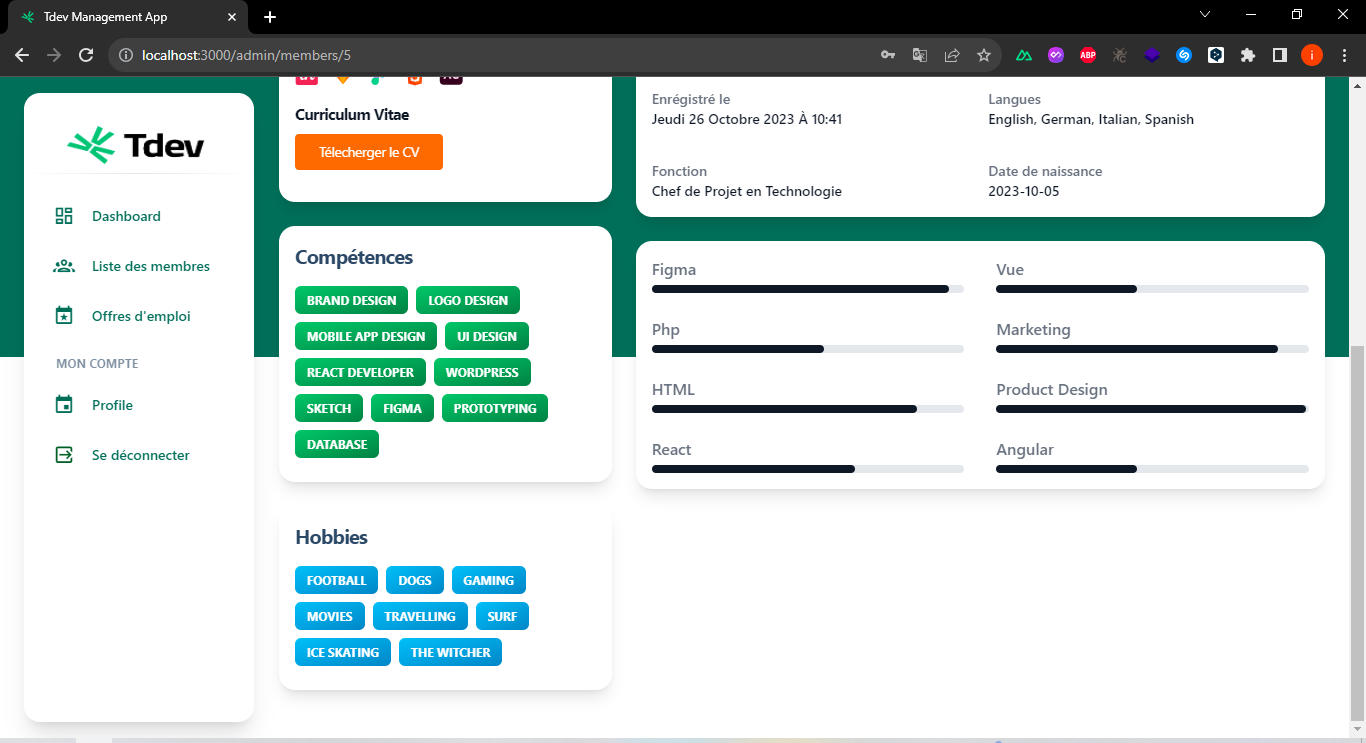 Tdev Management App
localhost:3000/admin/members/5
ABP
i
Tdev
Dashboard
Liste des membres
Offres d'emploi
MON COMPTE
Profile
Se déconnecter
Curriculum Vitae
Télecherger le CV
Compétences
BRAND DESIGN LOGO DESIGN
MOBILE APP DESIGN UI DESIGN
REACT DEVELOPER WORDPRESS
SKETCH FIGMA PROTOTYPING
DATABASE
Hobbies
FOOTBALL DOGS GAMING
MOVIES TRAVELLING SURF
ICE SKATING THE WITCHER
Enrégistré le
Jeudi 26 Octobre 2023 À 10:41
Langues
English, German, Italian, Spanish
Fonction
Chef de Projet en Technologie
Date de naissance
2023-10-05
Figma
Vue
Php
Marketing
HTML
Product Design
React
Angular